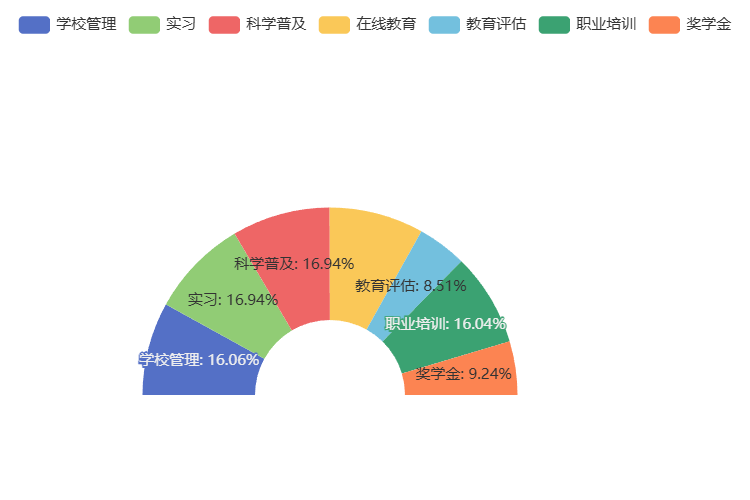 学校管理 实习 科学普及 在线教育 教育评估 职业培训 奖学金
科学普及: 16.94%
教育评估: 8.51%
实习: 16.94%
职业培训: 16.04%
学校管理: 16.06%
奖学金: 9.24%